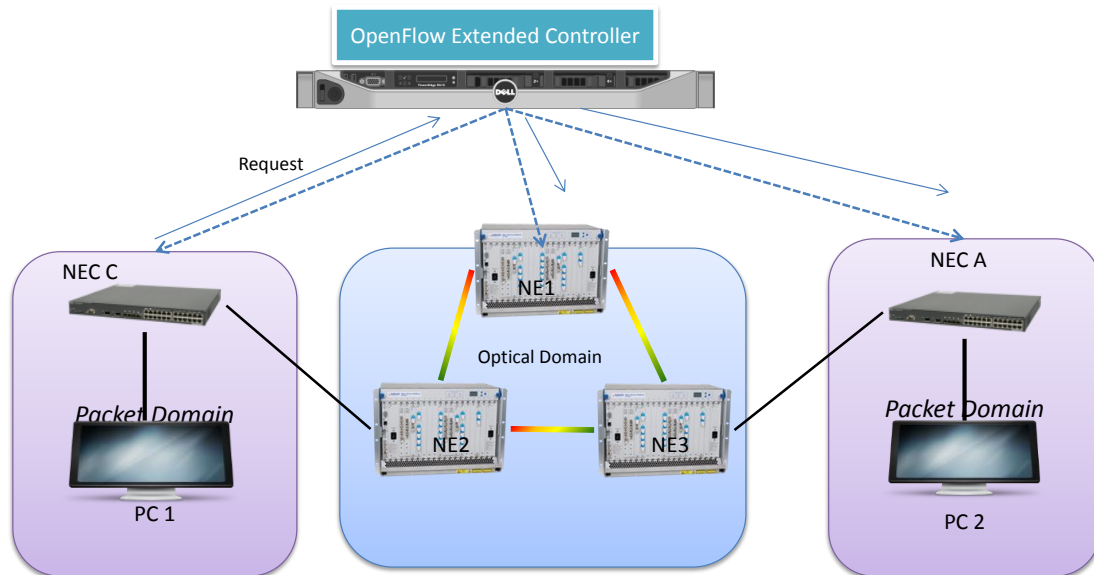 OpenFlow Extended Controller
DELL
Request
NEC C
NE1
NEC A
Optical Domain
Packet Domain
Packet Domain
NE2
NE3
PC 1
PC 2